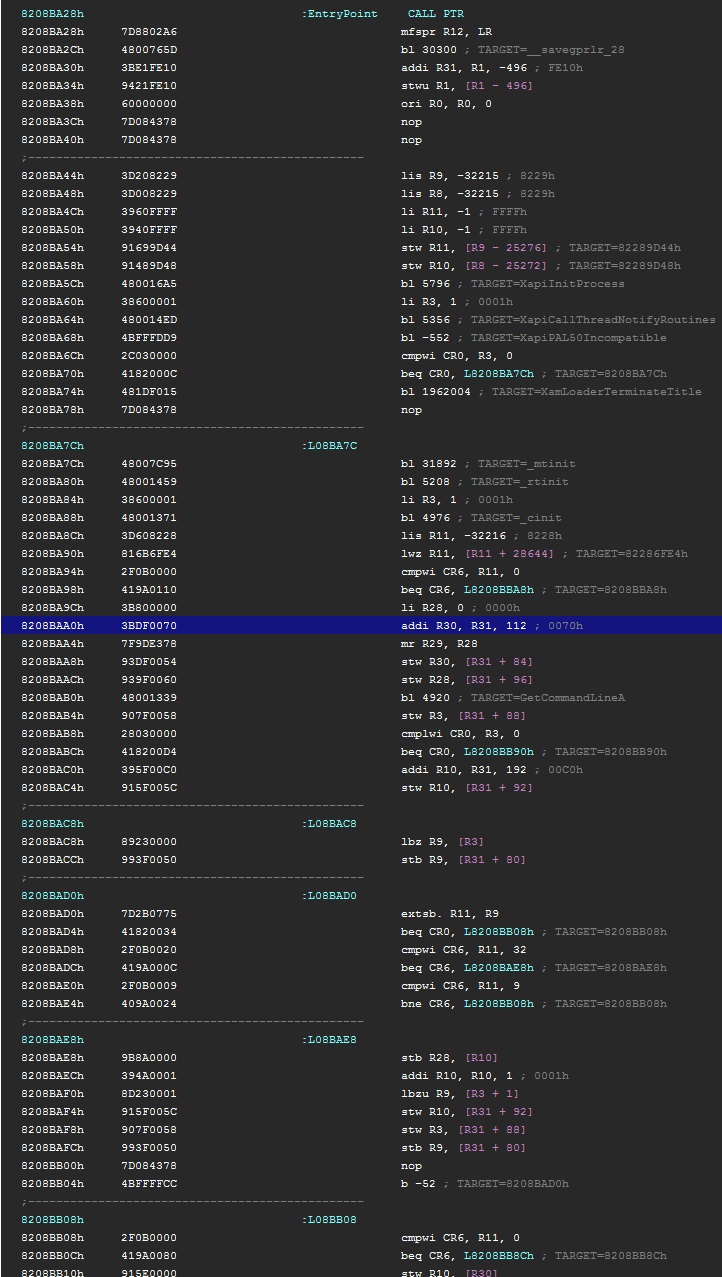 8208BA28h :EntryPoint CALL PTR
8208BA28h 7D8802A6 mfspr R12, LR
8208BA2Ch 4800765D bl 30300 ; TARGET=__savegprlr_28
8208BA30h 3BE1FE10 addi R31, R1, -496 ; FE10h
8208BA34h 9421FE10 stwu R1, [R1 - 496]
8208BA38h 60000000 ori R0, R0, 0
8208BA3Ch 7D084378 nop
8208BA40h 7D084378 nop
;------------------------------------------------
8208BA44h 3D208229 lis R9, -32215 ; 8229h
8208BA48h 3D008229 lis R8, -32215 ; 8229h
8208BA4Ch 3960FFFF li R11, -1 ; FFFFh
8208BA50h 3940FFFF li R10, -1 ; FFFFh
8208BA54h 91699D44 stw R11, [R9 - 25276] ; TARGET=82289D44h
8208BA58h 91489D48 stw R10, [R8 - 25272] ; TARGET=82289D48h
8208BA5Ch 480016A5 bl 5796 ; TARGET=XapiInitProcess
8208BA60h 38600001 li R3, 1 ; 0001h
8208BA64h 480014ED bl 5356 ; TARGET=XapiCallThreadNotifyRoutines
8208BA68h 4BFFFDD9 bl -552 ; TARGET=XapiPAL50Incompatible
8208BA6Ch 2C030000 cmpwi CR0, R3, 0
8208BA70h 4182000C beq CR0, L8208BA7Ch ; TARGET=8208BA7Ch
8208BA74h 481DF015 bl 1962004 ; TARGET=XamLoaderTerminateTitle
8208BA78h 7D084378 nop
;------------------------------------------------
8208BA7Ch :L08BA7C
8208BA7Ch 48007C95 bl 31892 ; TARGET=_mtinit
8208BA80h 48001459 bl 5208 ; TARGET=_rtinit
8208BA84h 38600001 li R3, 1 ; 0001h
8208BA88h 48001371 bl 4976 ; TARGET=_cinit
8208BA8Ch 3D608228 lis R11, -32216 ; 8228h
8208BA90h 816B6FE4 lwz R11, [R11 + 28644] ; TARGET=82286FE4h
8208BA94h 2F0B0000 cmpwi CR6, R11, 0
8208BA98h 419A0110 beq CR6, L8208BBA8h ; TARGET=8208BBA8h
8208BA9Ch 3B800000 li R28, 0 ; 0000h
8208BAA0h 3BDF0070 addi R30, R31, 112 ; 0070h
8208BAA4h 7F9DE378 mr R29, R28
8208BAA8h 93DF0054 stw R30, [R31 + 84]
8208BAACh 939F0060 stw R28, [R31 + 96]
8208BAB0h 48001339 bl 4920 ; TARGET=GetCommandLineA
8208BAB4h 907F0058 stw R3, [R31 + 88]
8208BAB8h 28030000 cmplwi CR0, R3, 0
8208BABCh 418200D4 beq CR0, L8208BB90h ; TARGET=8208BB90h
8208BAC0h 395F00C0 addi R10, R31, 192 ; 00C0h
8208BAC4h 915F005C stw R10, [R31 + 92]
;------------------------------------------------
8208BAC8h :L08BAC8
8208BAC8h 89230000 lbz R9, [R3]
8208BACCh 993F0050 stb R9, [R31 + 80]
;------------------------------------------------
8208BAD0h :L08BAD0
8208BAD0h 7D2B0775 extsb. R11, R9
8208BAD4h 41820034 beq CR0, L8208BB08h ; TARGET=8208BB08h
8208BAD8h 2F0B0020 cmpwi CR6, R11, 32
8208BADCh 419A000C beq CR6, L8208BAE8h ; TARGET=8208BAE8h
8208BAE0h 2F0B0009 cmpwi CR6, R11, 9
8208BAE4h 409A0024 bne CR6, L8208BB08h ; TARGET=8208BB08h
;------------------------------------------------
8208BAE8h :L08BAE8
8208BAE8h 9B8A0000 stb R28, [R10]
8208BAECh 394A0001 addi R10, R10, 1 ; 0001h
8208BAF0h 8D230001 lbzu R9, [R3 + 1]
8208BAF4h 915F005C stw R10, [R31 + 92]
8208BAF8h 907F0058 stw R3, [R31 + 88]
8208BAFCh 993F0050 stb R9, [R31 + 80]
8208BB00h 7D084378 nop
8208BB04h 4BFFFFCC b -52 ; TARGET=8208BAD0h
;------------------------------------------------
8208BB08h :L08BB08
8208BB08h 2F0B0000 cmpwi CR6, R11, 0
8208BB0Ch 419A0080 beq CR6, L8208BB8Ch ; TARGET=8208BB8Ch
8208BB10h 915E0000 stw R10, [R30]